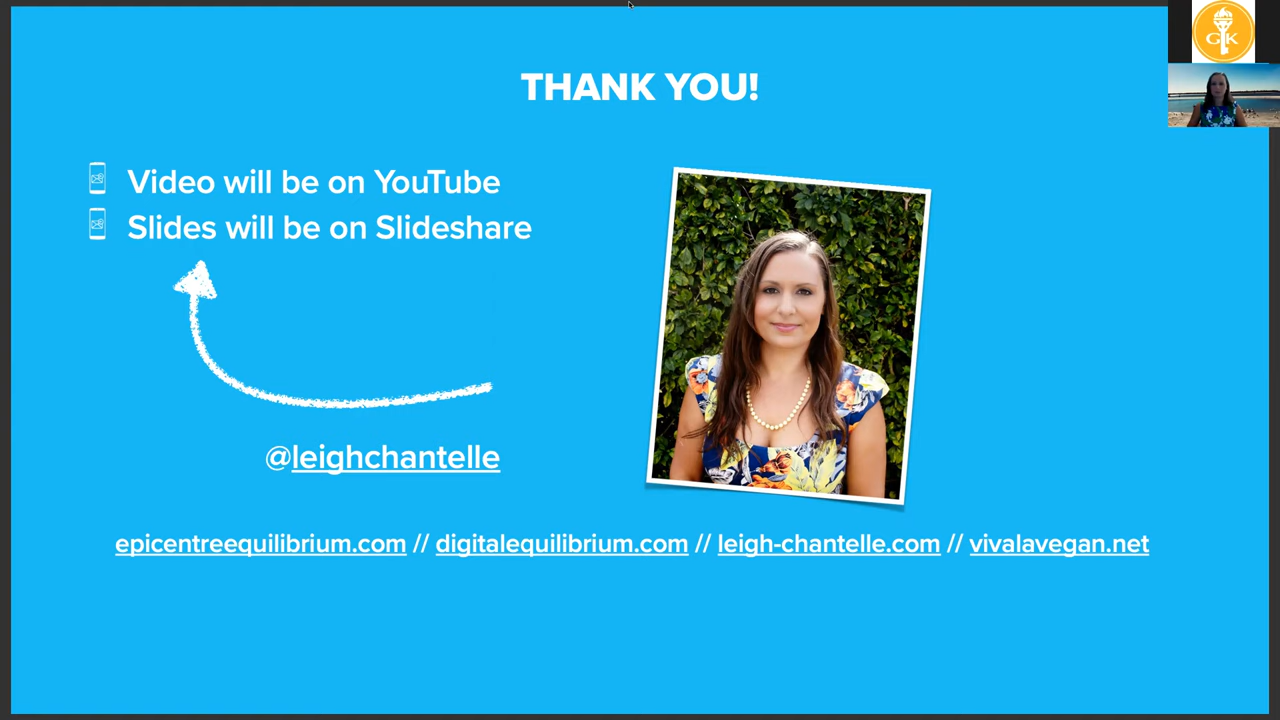 THANK YOU!
GK
Video will be on YouTube
Slides will be on Slideshare
@leighchantelle
epicentreequilibrium.com // digitalequilibrium.com // leigh-chantelle.com // vivalavegan.net